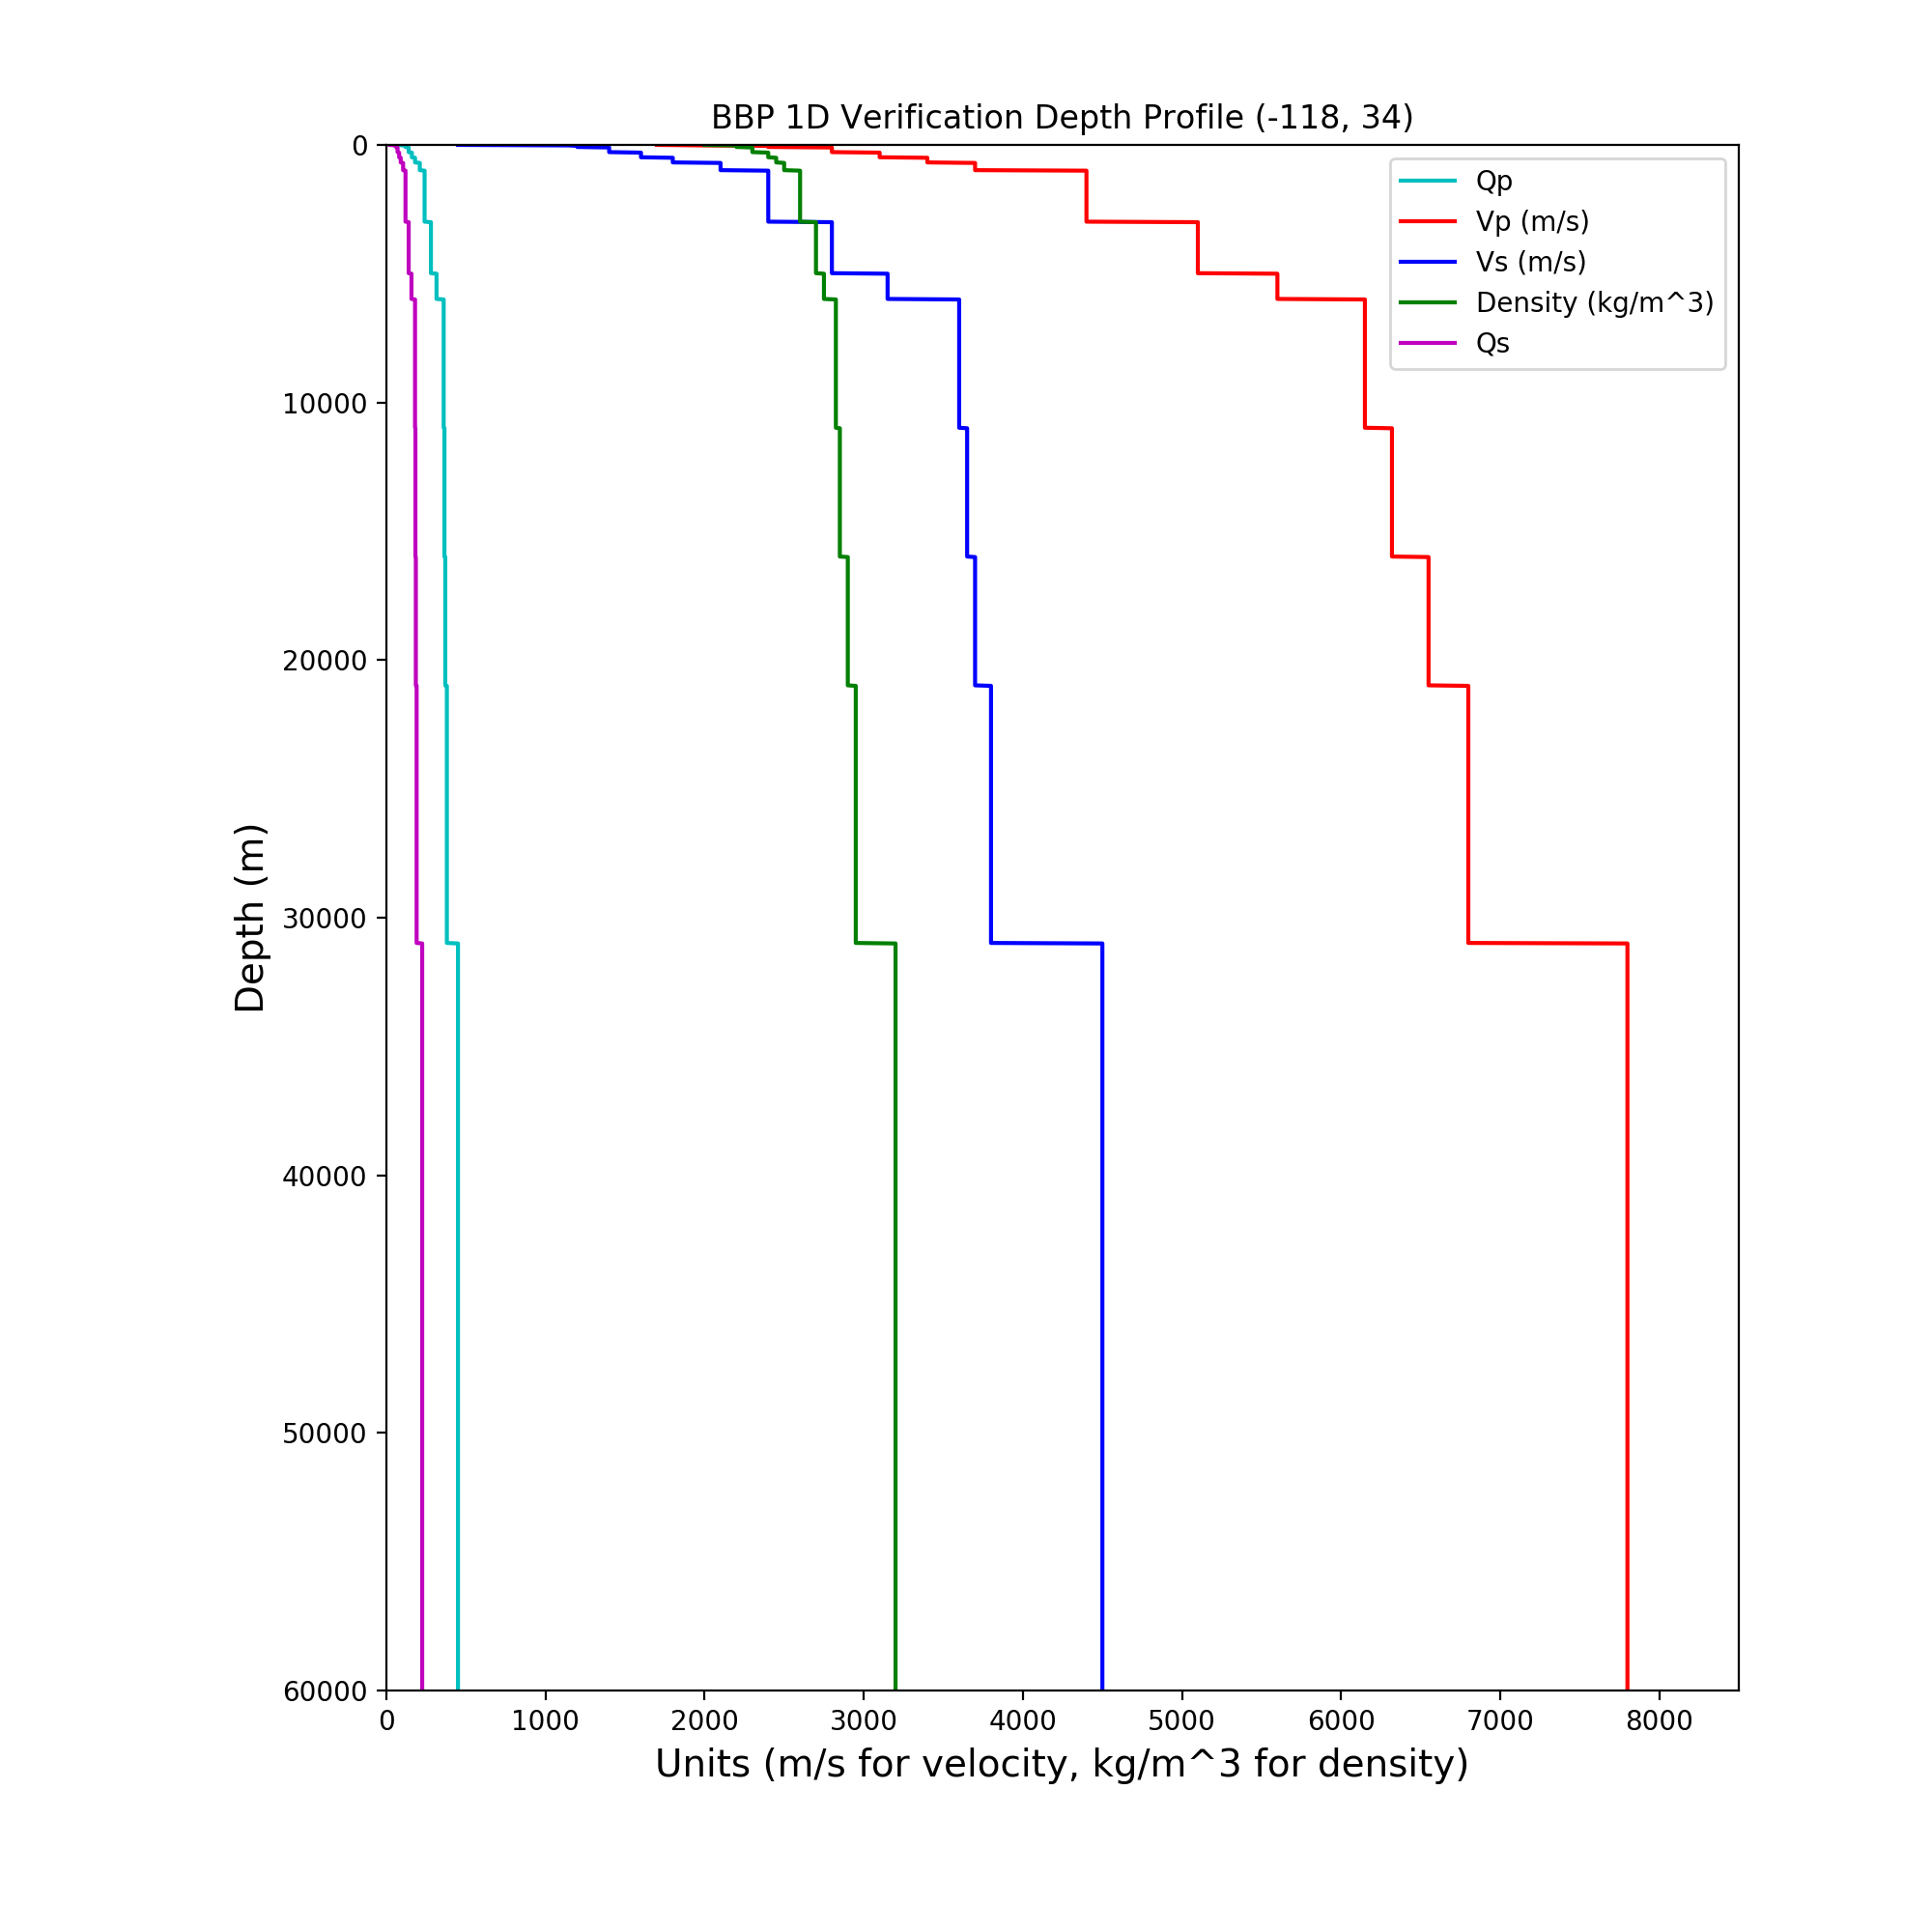 BBP 1D Verification Depth Profile (-118, 34)
Qp
Vp (m/s)
Vs (m/s)
Density (kg/m^3)
Qs
0
10000
20000
30000
40000
50000
60000
Depth (m)
0 1000 2000 3000 4000 5000 6000 7000 8000
Units (m/s for velocity, kg/m^3 for density)